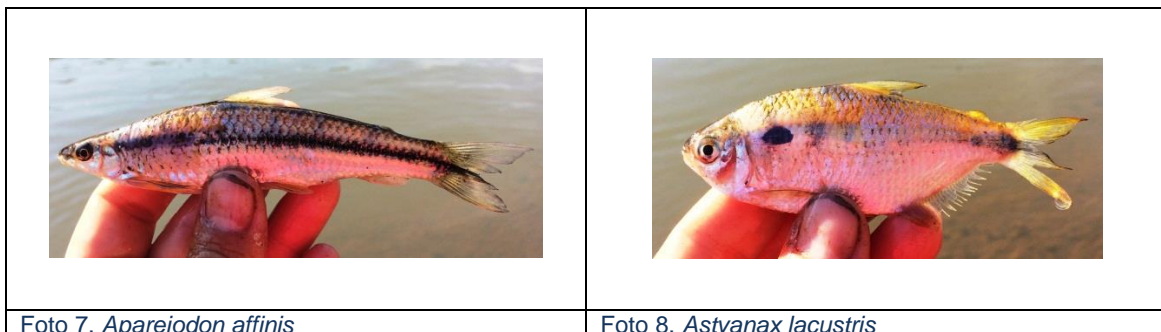 Foto 7. Apareiodon affinis
Foto 8. Astyanax lacustris